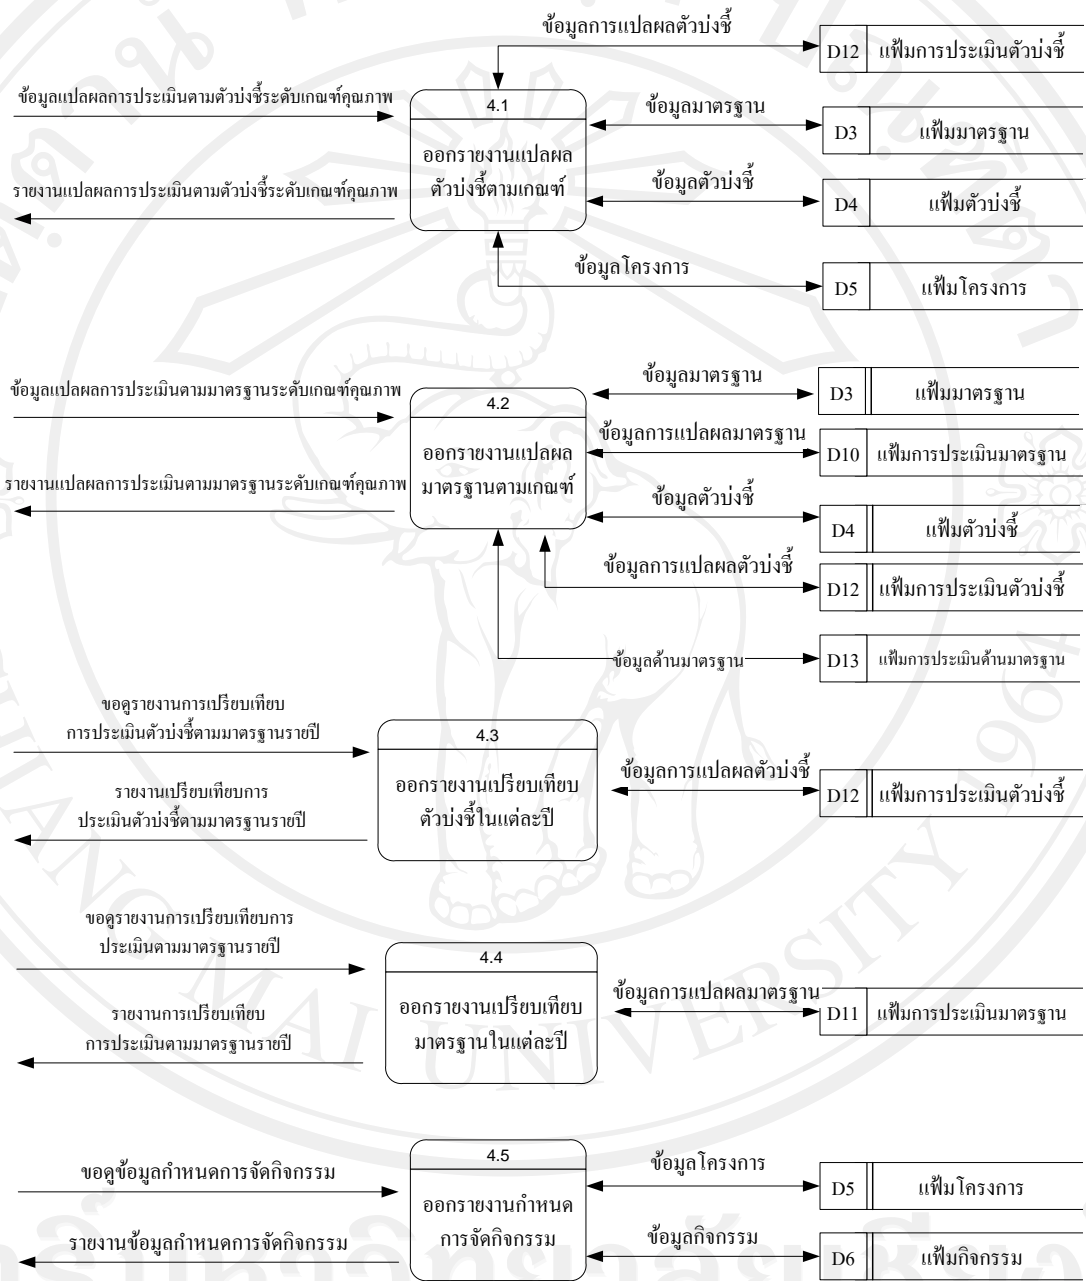 ข้อมูลการแปลผลตัวบ่งชี้
D12 แฟ้มการประเมินตัวบ่งชี้
ข้อมูลแปลผลการประเมินตามตัวบ่งชี้ระดับเกณฑ์คุณภาพ
4.1
ข้อมูลมาตรฐาน
D3 แฟ้มมาตรฐาน
ออกรายงานแปลผล
ตัวบ่งชี้ตามเกณฑ์
รายงานแปลผลการประเมินตามตัวบ่งชี้ระดับเกณฑ์คุณภาพ
ข้อมูลตัวบ่งชี้
D4 แฟ้มตัวบ่งชี้
ข้อมูลโครงการ
D5 แฟ้มโครงการ
ข้อมูลแปลผลการประเมินตามมาตรฐานระดับเกณฑ์คุณภาพ
4.2
ข้อมูลมาตรฐาน
D3 แฟ้มมาตรฐาน
ออกรายงานแปลผล
มาตรฐานตามเกณฑ์
ข้อมูลการแปลผลมาตรฐาน
D10 แฟ้มการประเมินมาตรฐาน
รายงานแปลผลการประเมินตามมาตรฐานระดับเกณฑ์คุณภาพ
ข้อมูลตัวบ่งชี้
D4 แฟ้มตัวบ่งชี้
ข้อมูลการแปลผลตัวบ่งชี้
D12 แฟ้มการประเมินตัวบ่งชี้
ข้อมูลด้านมาตรฐาน
D13 แฟ้มการประเมินด้านมาตรฐาน
ขอดูรายงานการเปรียบเทียบ
การประเมินตัวบ่งชี้ตามมาตรฐานรายปี
4.3
ออกรายงานเปรียบเทียบ
ตัวบ่งชี้ในแต่ละปี
ข้อมูลการแปลผลตัวบ่งชี้
D12 แฟ้มการประเมินตัวบ่งชี้
รายงานเปรียบเทียบการ
ประเมินตัวบ่งชี้ตามมาตรฐานรายปี
ขอดูรายงานการเปรียบเทียบการ
ประเมินตามมาตรฐานรายปี
4.4
ออกรายงานเปรียบเทียบ
มาตรฐานในแต่ละปี
ข้อมูลการแปลผลมาตรฐาน
D11 แฟ้มการประเมินมาตรฐาน
รายงานการเปรียบเทียบ
การประเมินตามมาตรฐานรายปี
ขอดูข้อมูลกำหนดการจัดกิจกรรม
4.5
ออกรายงานกำหนด
การจัดกิจกรรม
ข้อมูลโครงการ
D5 แฟ้มโครงการ
รายงานข้อมูลกำหนดการจัดกิจกรรม
ข้อมูลกิจกรรม
D6 แฟ้มกิจกรรม
CHIANG MAI UNIVERSITY 1964